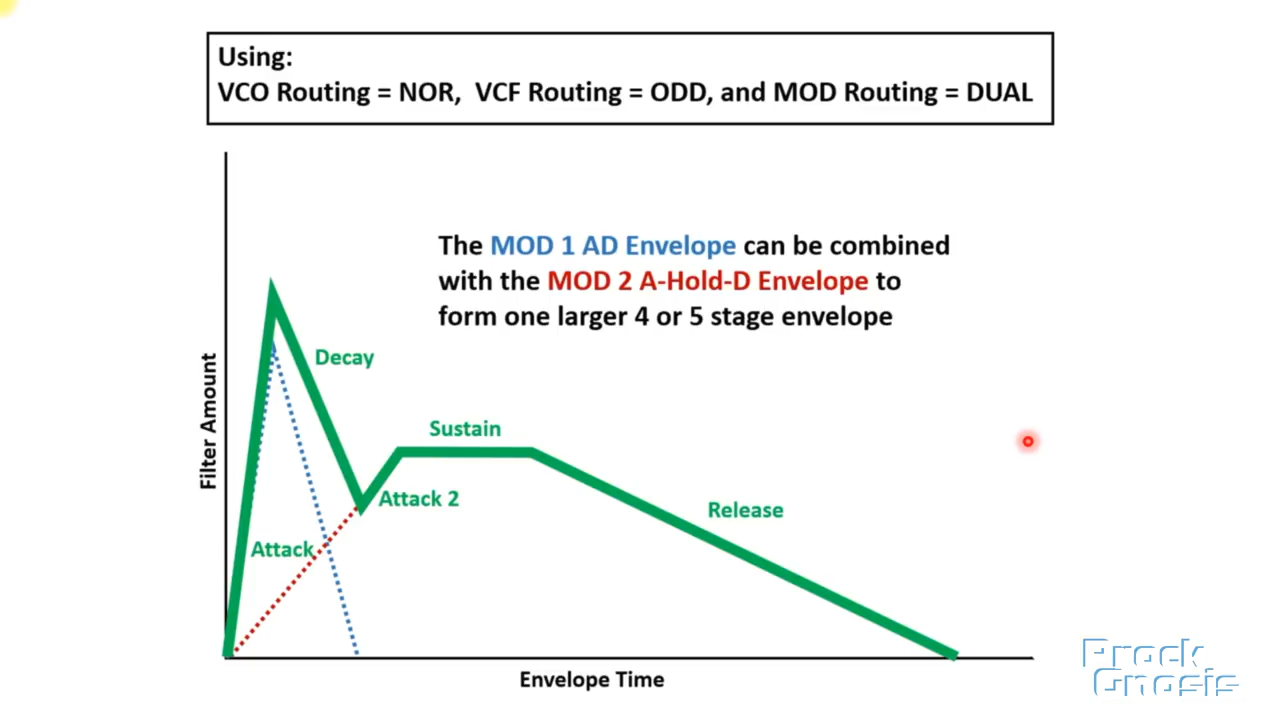 Using:
VCO Routing = NOR, VCF Routing = ODD, and MOD Routing = DUAL
The MOD 1 AD Envelope can be combined
with the MOD 2 A-Hold-D Envelope to
form one larger 4 or 5 stage envelope
Decay
Sustain
Attack 2
Release
Attack
Filter Amount
Envelope Time
Prock
Gnosis